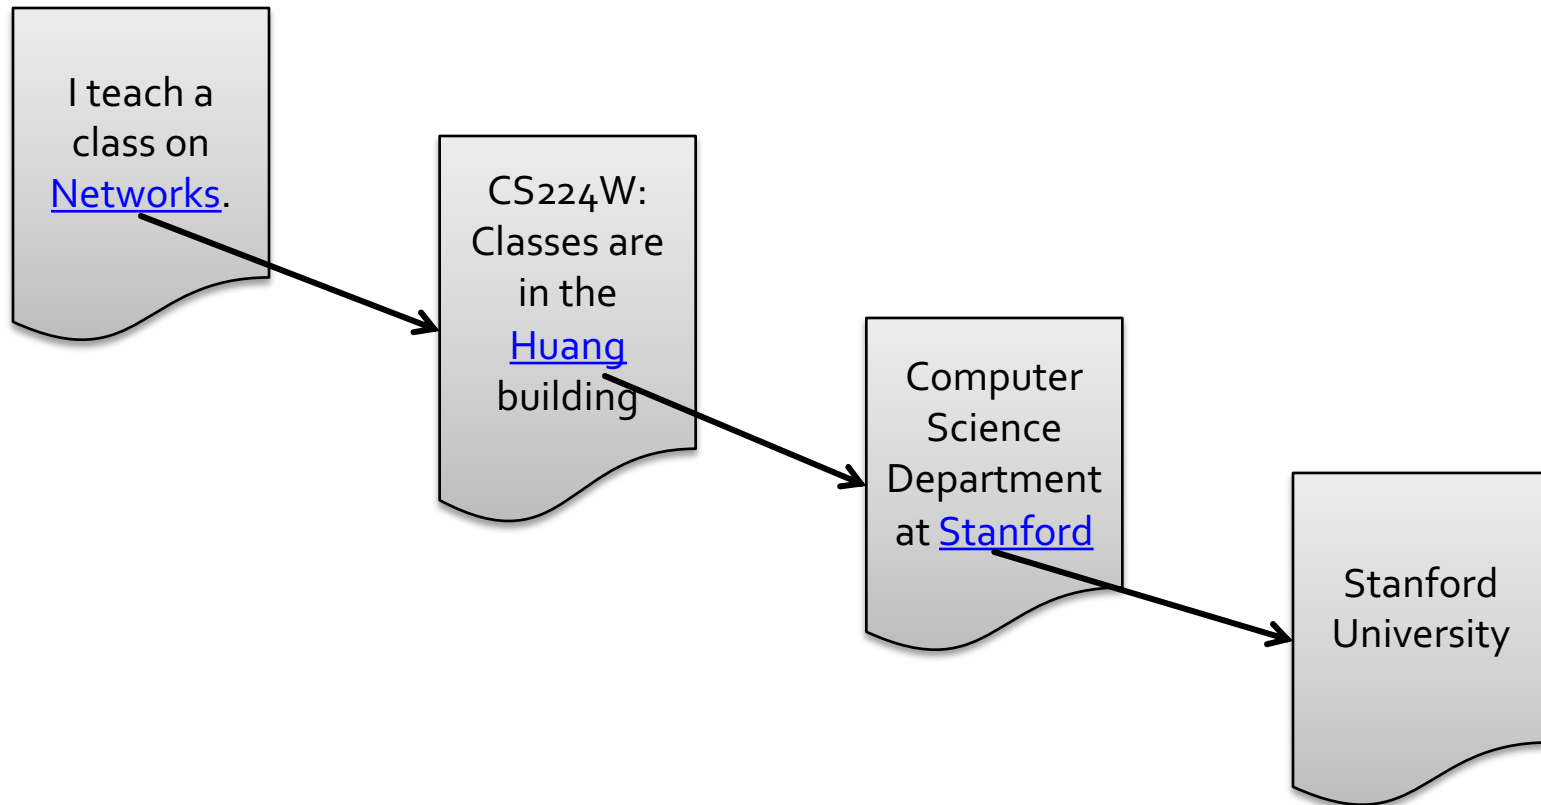 I teach a
class on
Networks.
CS224W:
Classes are
in the
Huang
building
Computer
Science
Department
at Stanford
Stanford
University